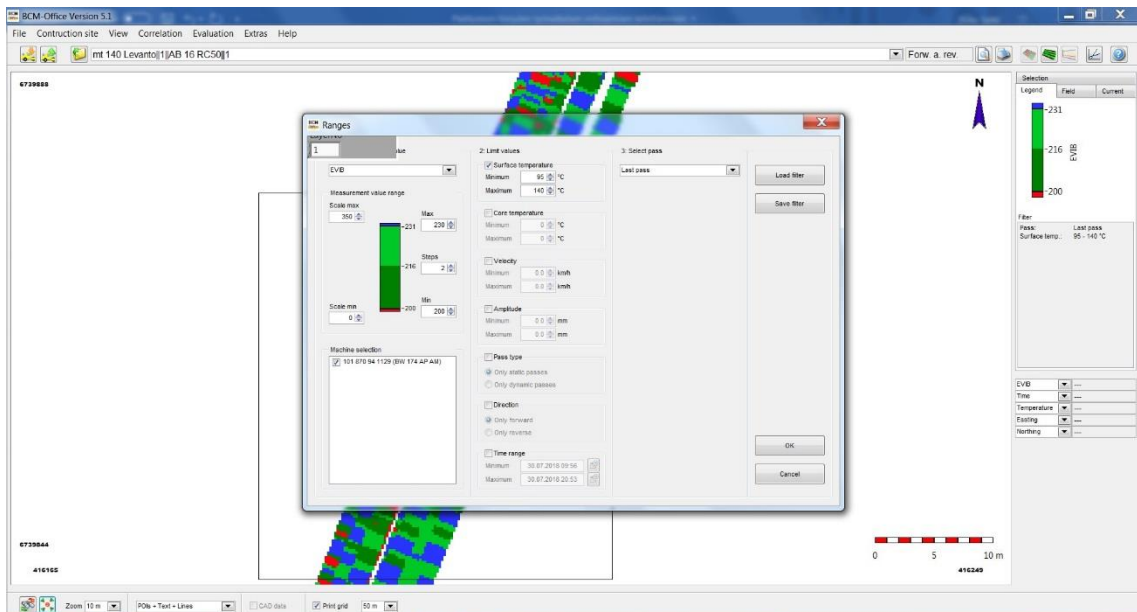 BCM-Office Version 5.1
File Contruction site View Correlation Evaluation Extras Help
mt 140 Levanto||1||AB 16 RC50||1
Forw. a. rev.
6739888
N
Selection
Legend Field Current
231
216
200
EVIB
Filter
Pass: Last pass
Surface temp.: 95 - 140 °C
EVIB ---
Time ---
Temperature ---
Easting ---
Northing ---
BCM Ranges
1
EVIB
Measurement value range
Scale max
350
Max
230
231
Steps
2
216
Min
200
200
Scale min
0
Machine selection
101 870 94 1129 (BW 174 AP AM)
2: Limit values
Surface temperature
Minimum 95 °C
Maximum 140 °C
Core temperature
Minimum 0 °C
Maximum 0 °C
Velocity
Minimum 0.0 km/h
Maximum 0.0 km/h
Amplitude
Minimum 0.0 mm
Maximum 0.0 mm
Pass type
Only static passes
Only dynamic passes
Direction
Only forward
Only reverse
Time range
Minimum 30.07.2018 09:56
Maximum 30.07.2018 20:53
3: Select pass
Last pass
Load filter
Save filter
OK
Cancel
6739844
416165
0 5 10 m
416249
Zoom 10 m POIs + Text + Lines CAD data Print grid 50 m